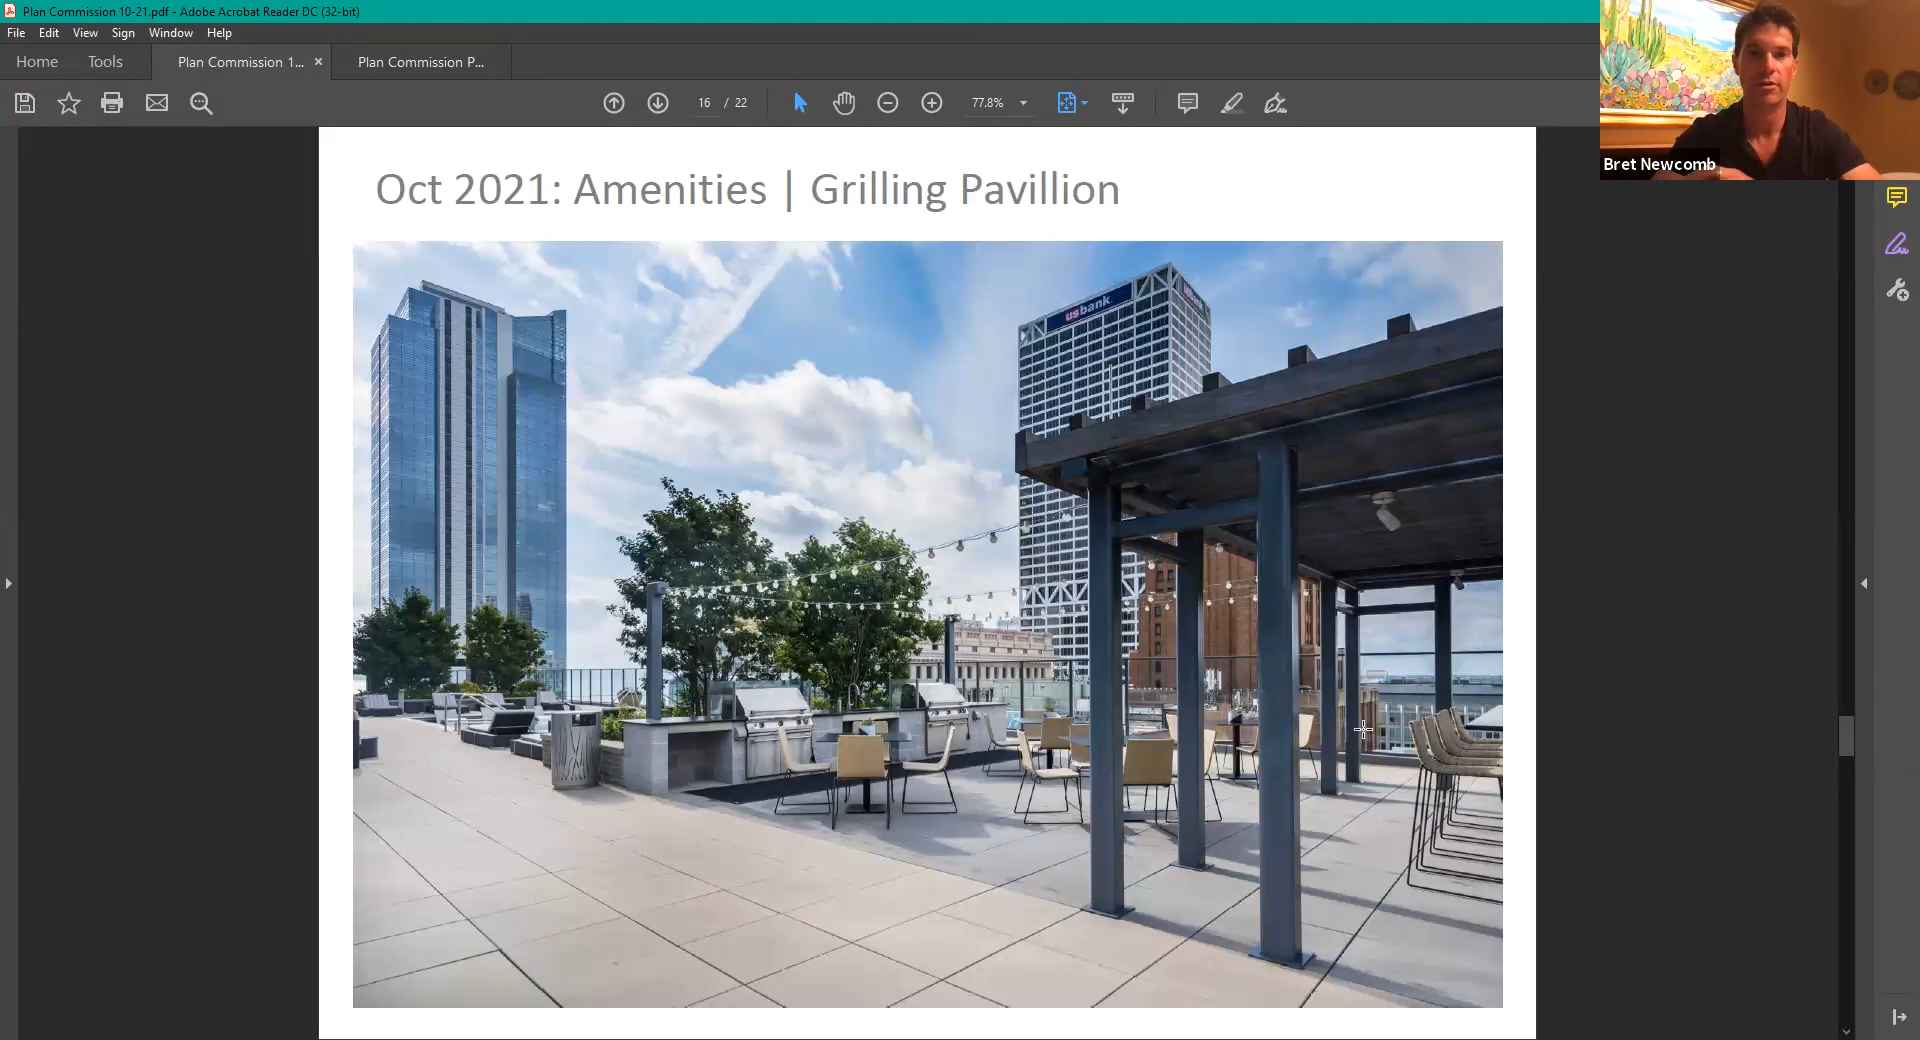 Plan Commission 10-21.pdf - Adobe Acrobat Reader DC (32-bit)
File Edit View Sign Window Help
Home Tools Plan Commission 1... × Plan Commission P...
16 / 22 77.8%
Bret Newcomb
Oct 2021: Amenities | Grilling Pavillion
usbank